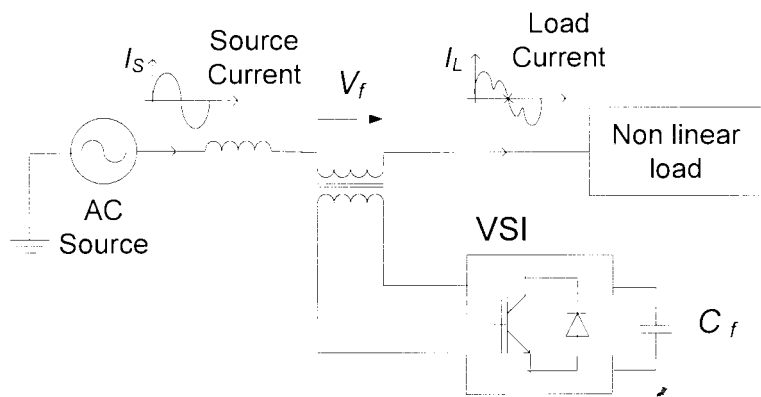 Source
Current
I_S
V_f
Load
Current
I_L
Non linear
load
AC
Source
VSI
C_f